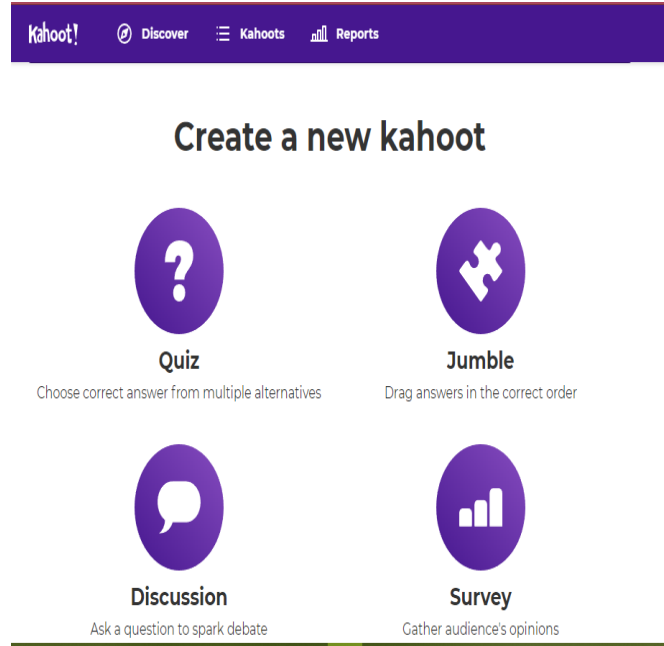 Kahoot! Discover Kahoots Reports
Create a new kahoot
Quiz
Choose correct answer from multiple alternatives
Jumble
Drag answers in the correct order
Discussion
Ask a question to spark debate
Survey
Gather audience's opinions